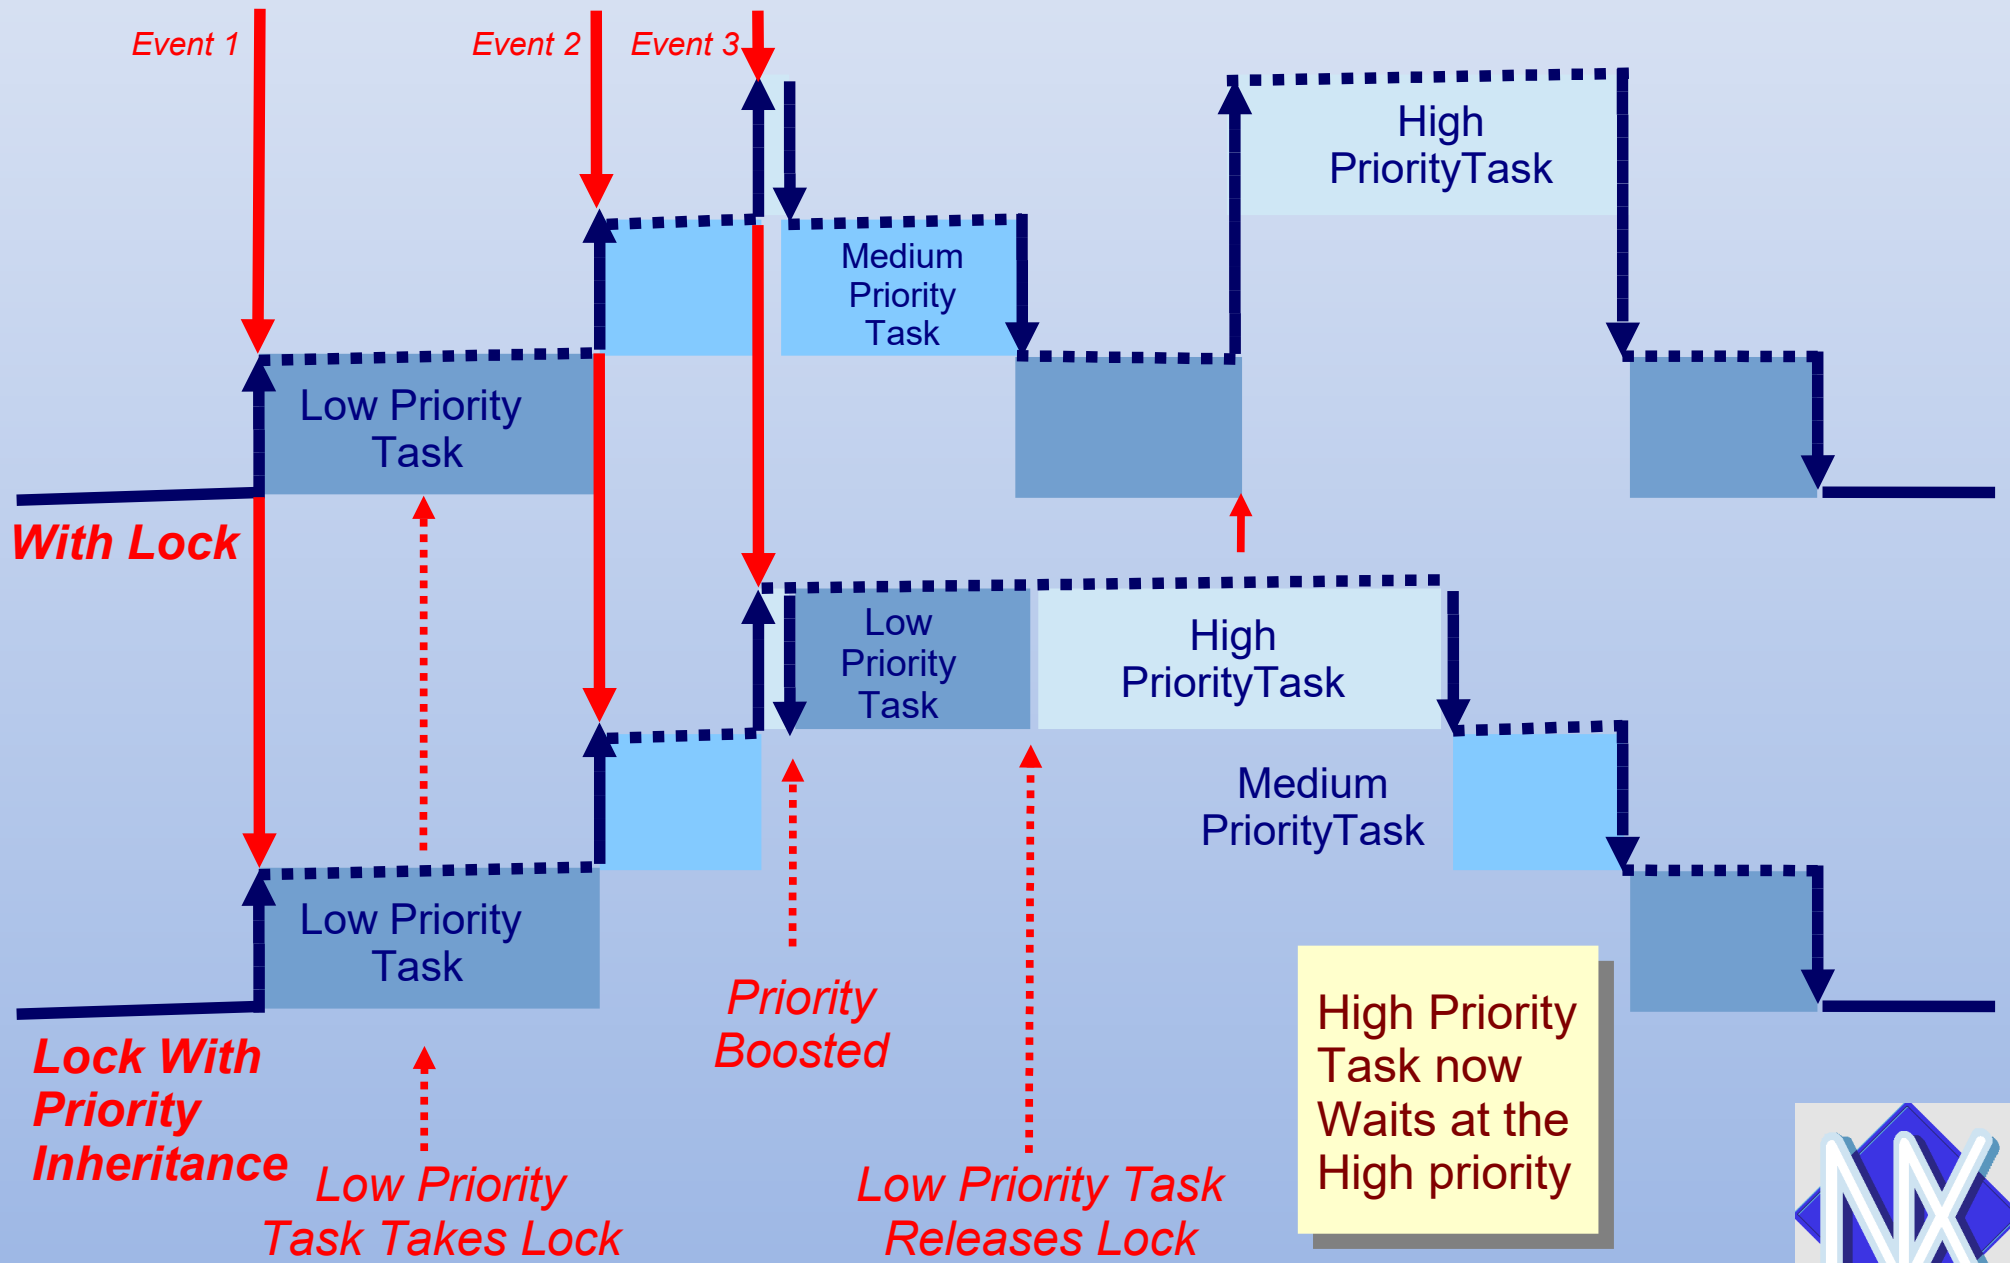 Event 1
Event 2
Event 3
High
PriorityTask
Medium
Priority
Task
Low Priority
Task
With Lock
Low
Priority
Task
High
PriorityTask
Medium
PriorityTask
Low Priority
Task
Priority
Boosted
High Priority
Task now
Waits at the
High priority
Lock With
Priority
Inheritance
Low Priority
Task Takes Lock
Low Priority Task
Releases Lock
NX